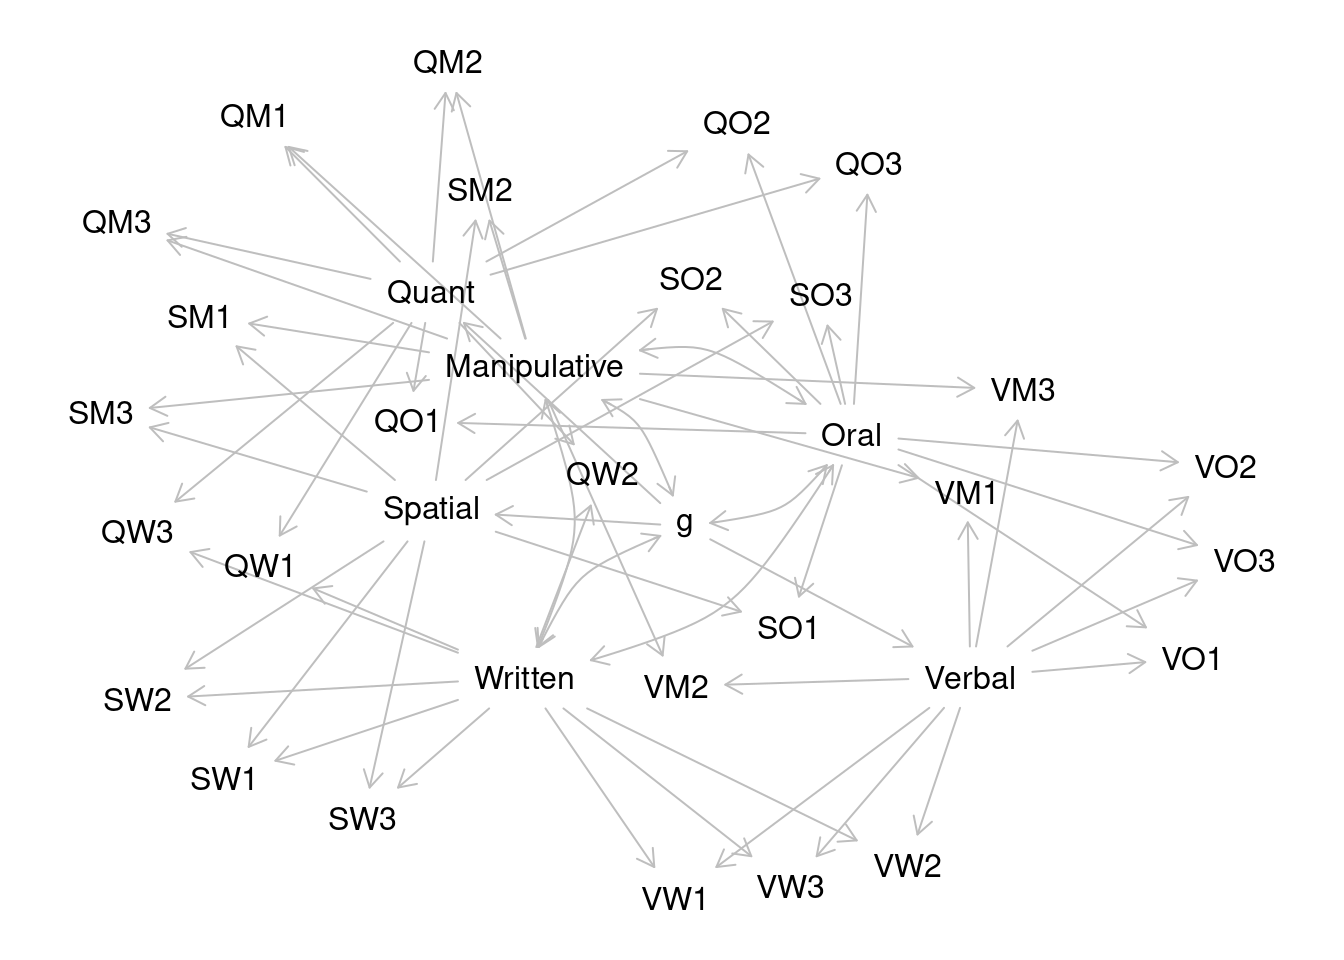 QM2
QM1
QO2
QO3
SM2
QM3
SO2
Quant
SO3
SM1
Manipulative
VM3
SM3
QO1
Oral
VO2
QW2
VM1
Spatial
g
QW3
VO3
QW1
SO1
VO1
Written
Verbal
VM2
SW2
SW1
SW3
VW2
VW3
VW1